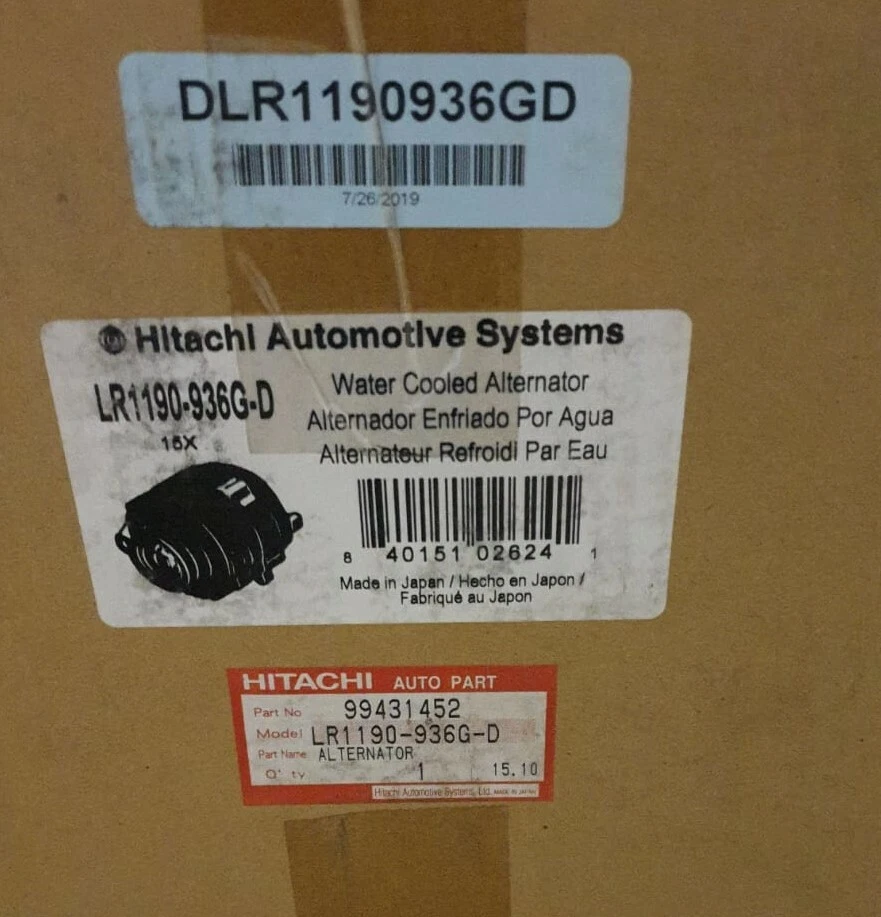 DLR1190936GD
7/26/2019
Hitachi Automotive Systems
LR1190-936G-D
Water Cooled Alternator
Alternador Enfriado Por Agua
15X
Alternateur Refroidi Par Eau
8 40151 02624 1
Made in Japan / Hecho en Japon /
Fabriqué au Japon
HITACHI AUTO PART
Part No 99431452
Model LR1190-936G-D
Part Name ALTERNATOR
Q' ty 1 15.10
Hitachi Automotive Systems, Ltd. MADE IN JAPAN